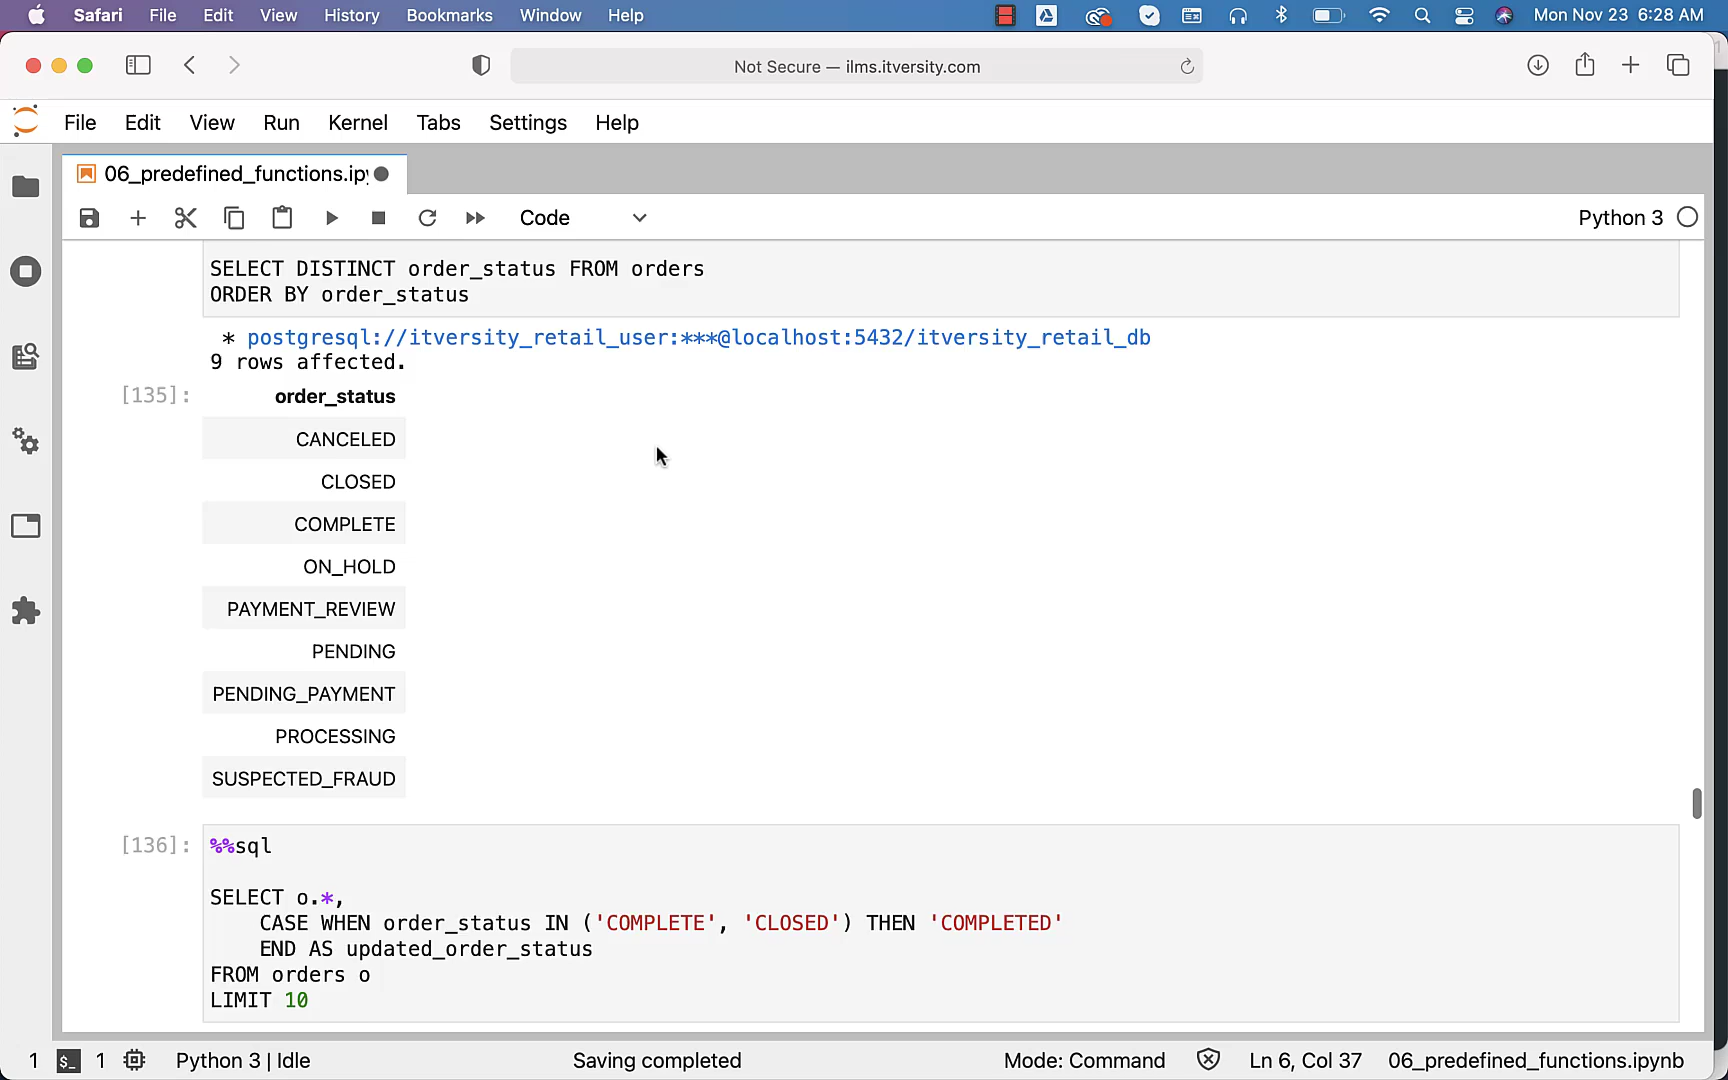 Safari File Edit View History Bookmarks Window Help Mon Nov 23 6:28 AM
Not Secure — ilms.itversity.com
File Edit View Run Kernel Tabs Settings Help
06_predefined_functions.ipy
Code Python 3
SELECT DISTINCT order_status FROM orders
ORDER BY order_status
* postgresql://itversity_retail_user:***@localhost:5432/itversity_retail_db
9 rows affected.
[135]: order_status
CANCELED
CLOSED
COMPLETE
ON_HOLD
PAYMENT_REVIEW
PENDING
PENDING_PAYMENT
PROCESSING
SUSPECTED_FRAUD
[136]: %%sql
SELECT o.*,
CASE WHEN order_status IN ('COMPLETE', 'CLOSED') THEN 'COMPLETED'
END AS updated_order_status
FROM orders o
LIMIT 10
1 $_ 1 Python 3 | Idle Saving completed Mode: Command Ln 6, Col 37 06_predefined_functions.ipynb